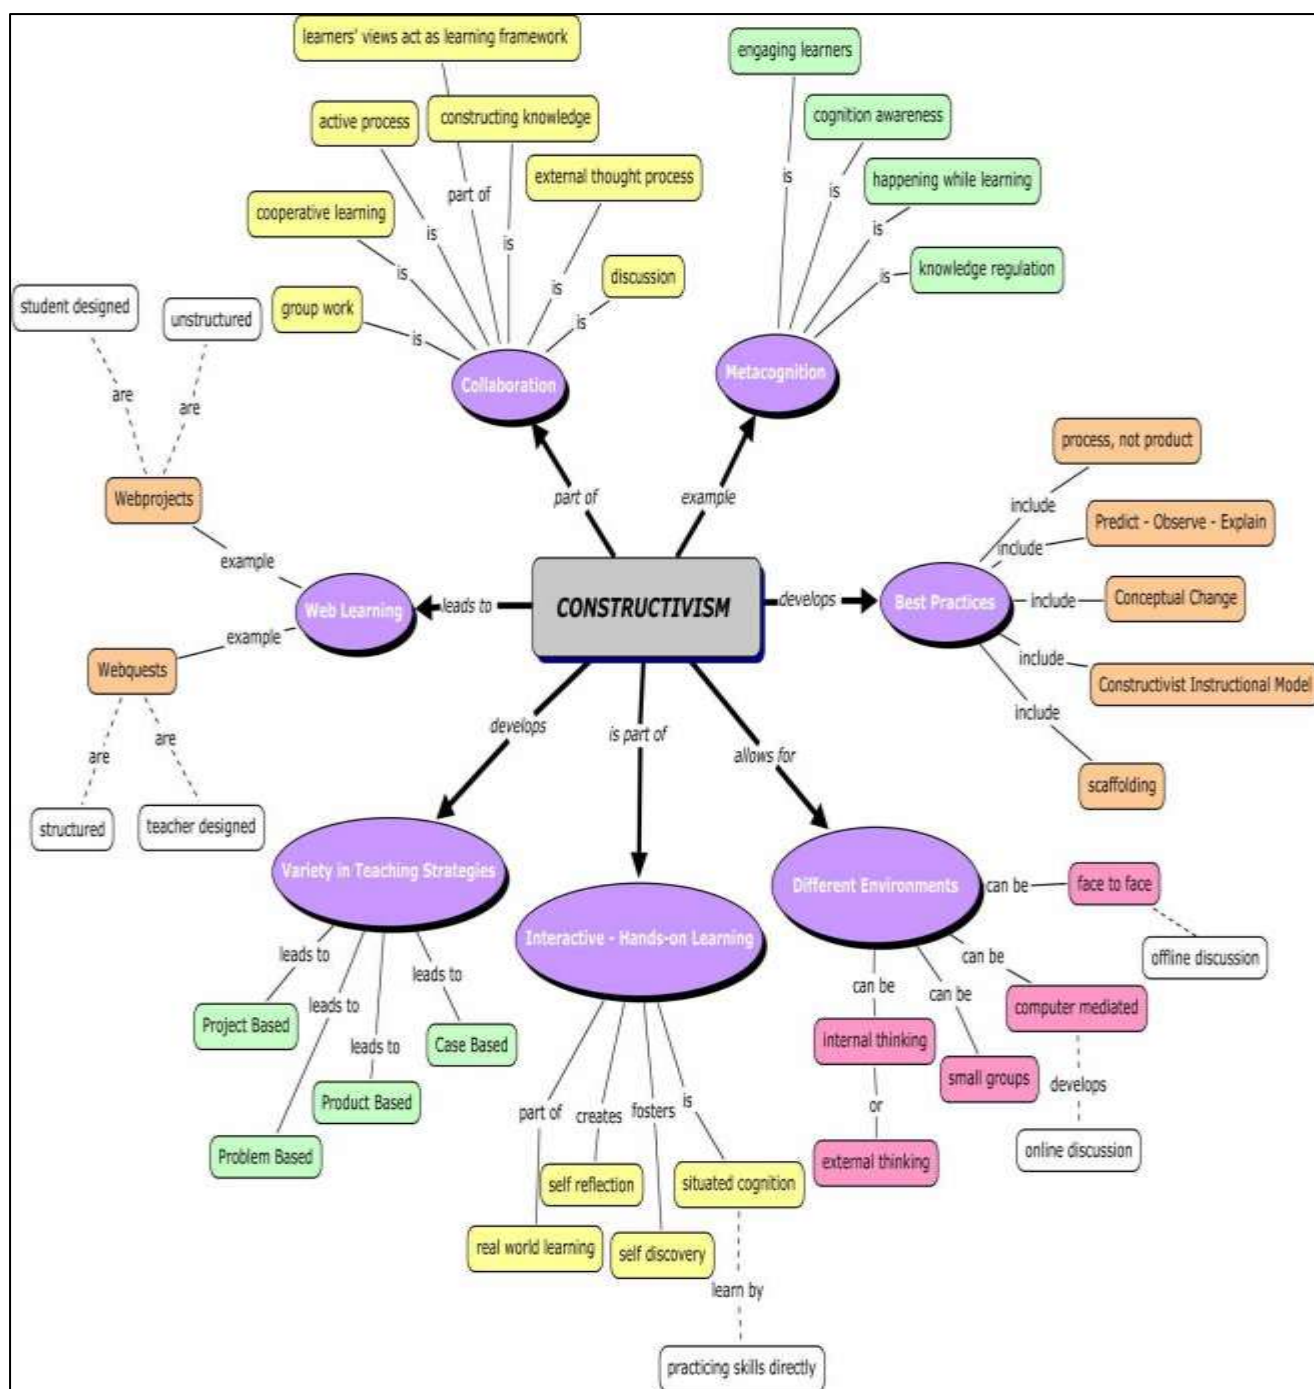 learners' views act as learning framework
engaging learners
active process
constructing knowledge
cognition awareness
part of
external thought process
is
happening while learning
cooperative learning
is
is
is
is
knowledge regulation
is
is
is
discussion
student designed
unstructured
group work
is
is
is
Collaboration
Metacognition
are
are
process, not product
Webprojects
part of
example
include
Predict - Observe - Explain
example
include
Web Learning
leads to
CONSTRUCTIVISM
develops
Best Practices
include
Conceptual Change
example
include
Webquests
Constructivist Instructional Model
include
develops
is part of
allows for
are
are
scaffolding
structured
teacher designed
Variety in Teaching Strategies
Different Environments
can be
face to face
Interactive - Hands-on Learning
offline discussion
leads to
leads to
can be
can be
can be
leads to
leads to
Project Based
Case Based
internal thinking
computer mediated
small groups
Product Based
or
develops
part of
creates
fosters
is
Problem Based
external thinking
online discussion
self reflection
situated cognition
real world learning
self discovery
learn by
practicing skills directly